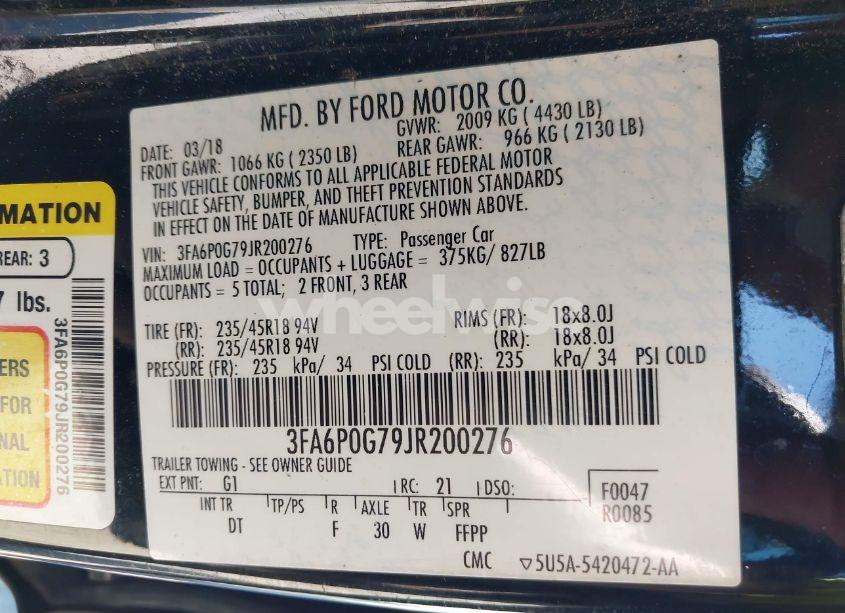 MFD. BY FORD MOTOR CO.
DATE: 03/18 GVWR: 2009 KG ( 4430 LB)
FRONT GAWR: 1066 KG ( 2350 LB) REAR GAWR: 966 KG ( 2130 LB)
THIS VEHICLE CONFORMS TO ALL APPLICABLE FEDERAL MOTOR
VEHICLE SAFETY, BUMPER, AND THEFT PREVENTION STANDARDS
IN EFFECT ON THE DATE OF MANUFACTURE SHOWN ABOVE.
VIN: 3FA6P0G79JR200276 TYPE: Passenger Car
MAXIMUM LOAD = OCCUPANTS + LUGGAGE = 375KG/ 827LB
OCCUPANTS = 5 TOTAL; 2 FRONT, 3 REAR
wheelwise
TIRE (FR): 235/45R18 94V RIMS (FR): 18x8.0J
(RR): 235/45R18 94V (RR): 18x8.0J
PRESSURE (FR): 235 kPa/ 34 PSI COLD (RR): 235 kPa/ 34 PSI COLD
3FA6P0G79JR200276
TRAILER TOWING - SEE OWNER GUIDE
EXT PNT: G1 RC: 21 DSO: F0047
R0085
INT TR TP/PS R AXLE TR SPR
DT F 30 W FFPP
CMC ▽5U5A-5420472-AA
MATION
REAR: 3
7 lbs.
ERS
FOR
NAL
ATION
3FA6P0G79JR200276